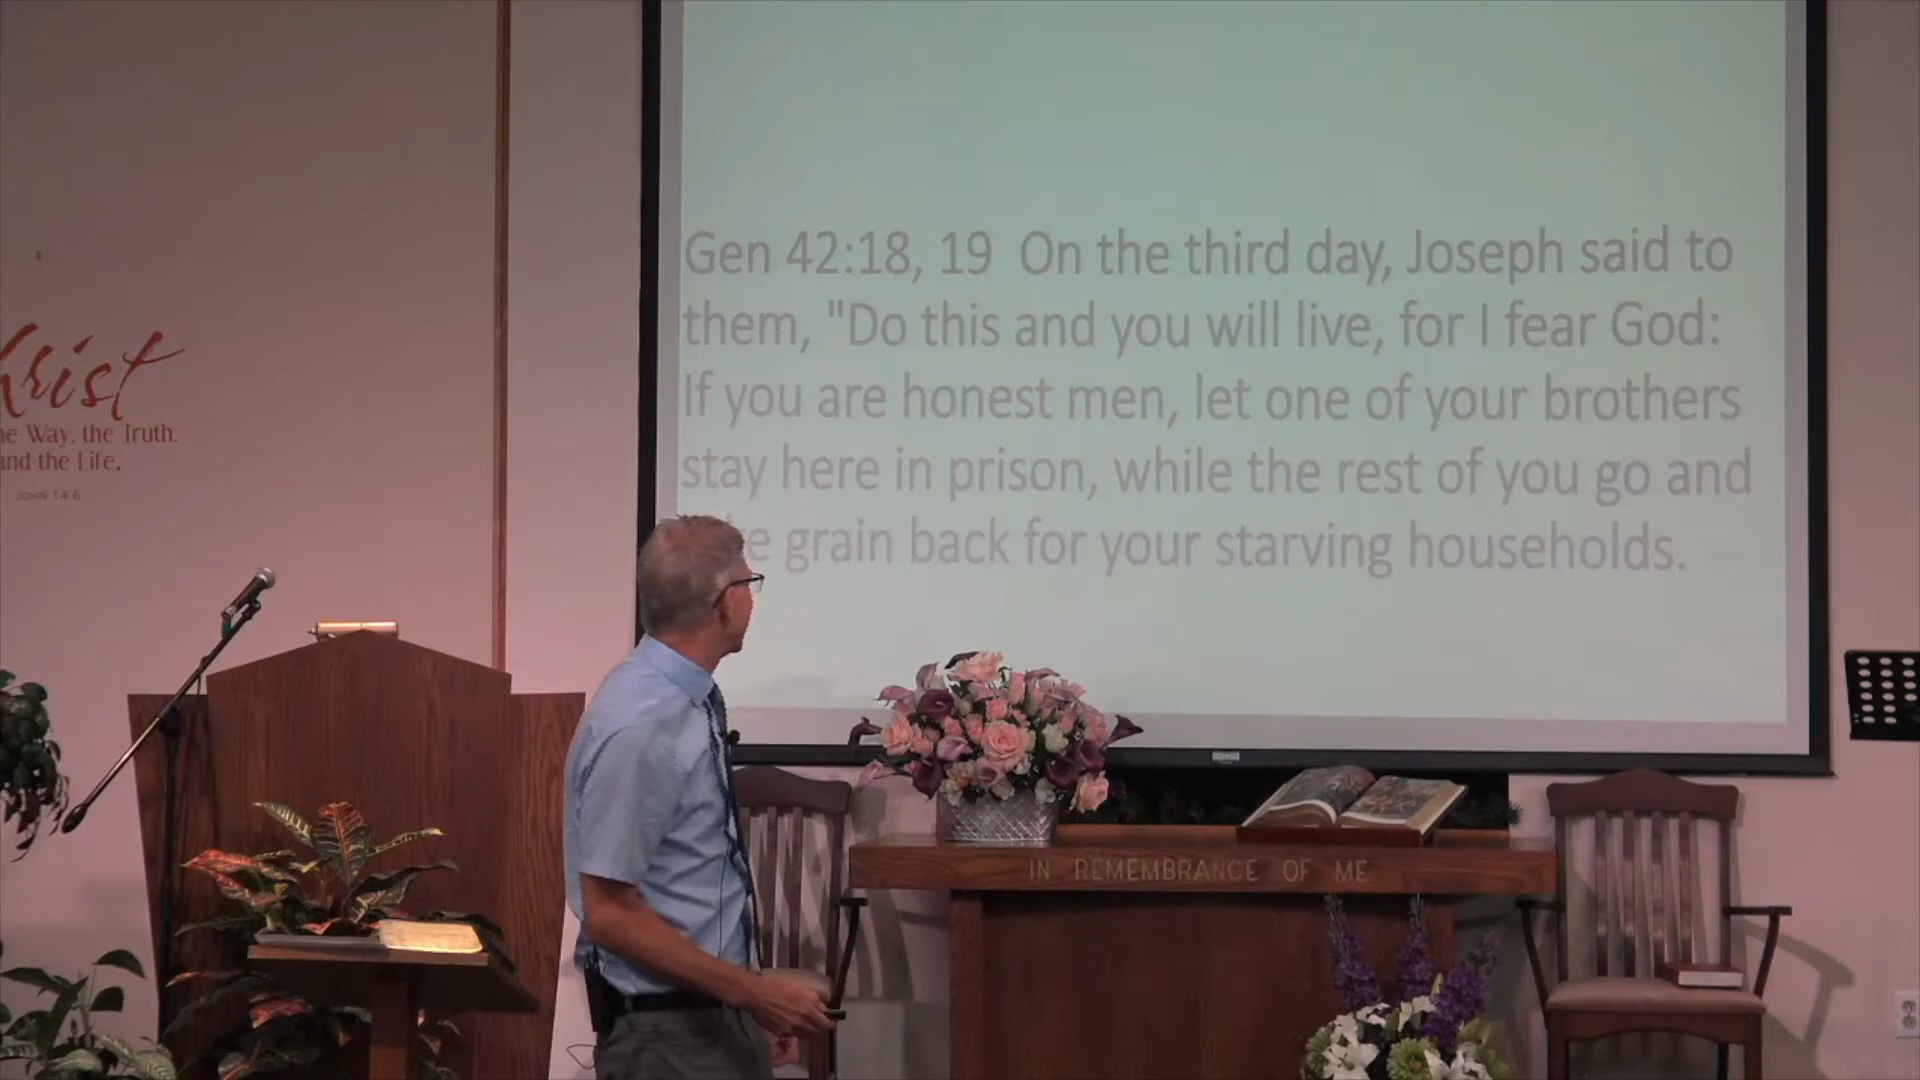 the Way, the Truth,
and the Life.
JOHN 14:6
Gen 42:18, 19 On the third day, Joseph said to
them, "Do this and you will live, for I fear God:
If you are honest men, let one of your brothers
stay here in prison, while the rest of you go and
grain back for your starving households.
IN REMEMBRANCE OF ME